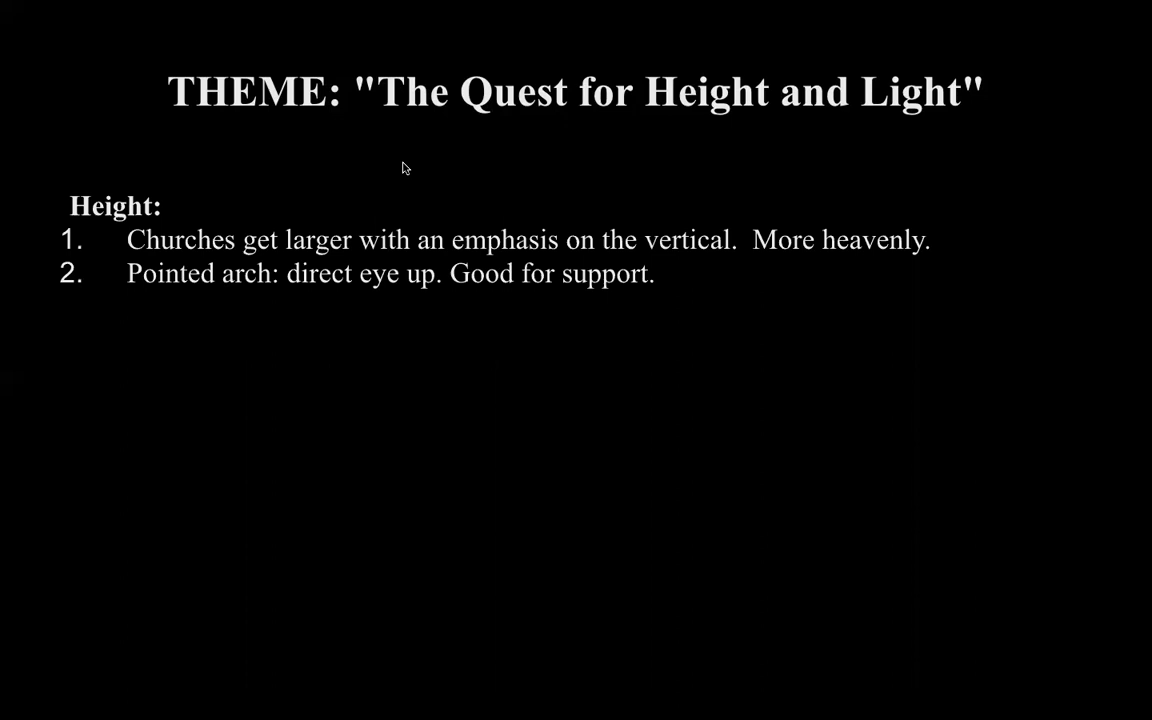 THEME: "The Quest for Height and Light"
Height:
1. Churches get larger with an emphasis on the vertical.  More heavenly.
2. Pointed arch: direct eye up. Good for support.